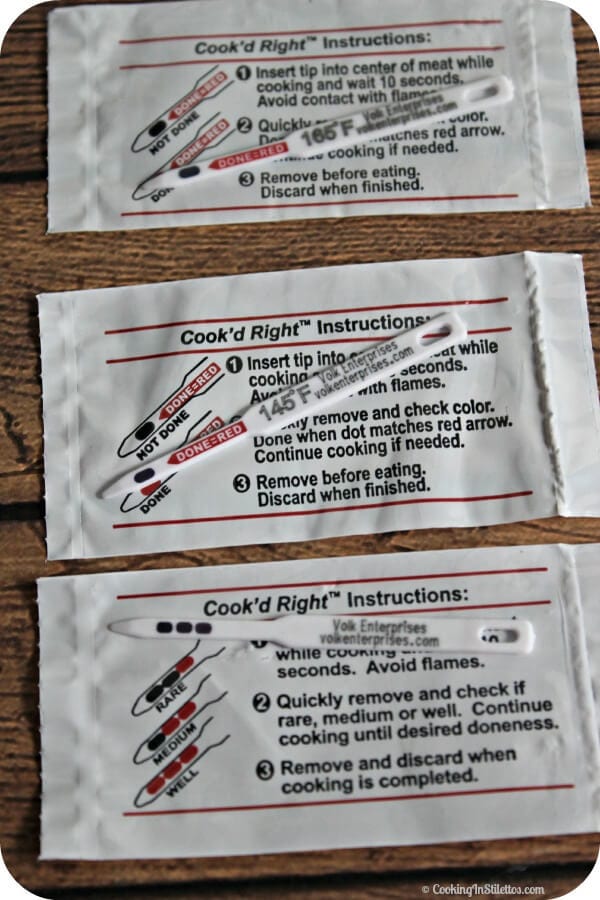 Cook'd Right™ Instructions:
① Insert tip into center of meat while
cooking and wait 10 seconds.
Avoid contact with flames
DONE=RED
NOT DONE
DONE=RED
② Quickly
color.
matches red arrow.
cooking if needed.
DONE=RED 165°F Volk Enterprises
volkenterprises.com
③ Remove before eating.
Discard when finished.
Cook'd Right™ Instructions:
① Insert tip into while
cooking seconds.
with flames.
DONE=RED
NOT DONE
DONE=RED 145°F Volk Enterprises
volkenterprises.com
remove and check color.
Done when dot matches red arrow.
Continue cooking if needed.
DONE
③ Remove before eating.
Discard when finished.
Cook'd Right™ Instructions:
Volk Enterprises
volkenterprises.com
10
while cooking
seconds. Avoid flames.
RARE
② Quickly remove and check if
rare, medium or well. Continue
cooking until desired doneness.
MEDIUM
WELL
③ Remove and discard when
cooking is completed.
© CookingInStilettos.com